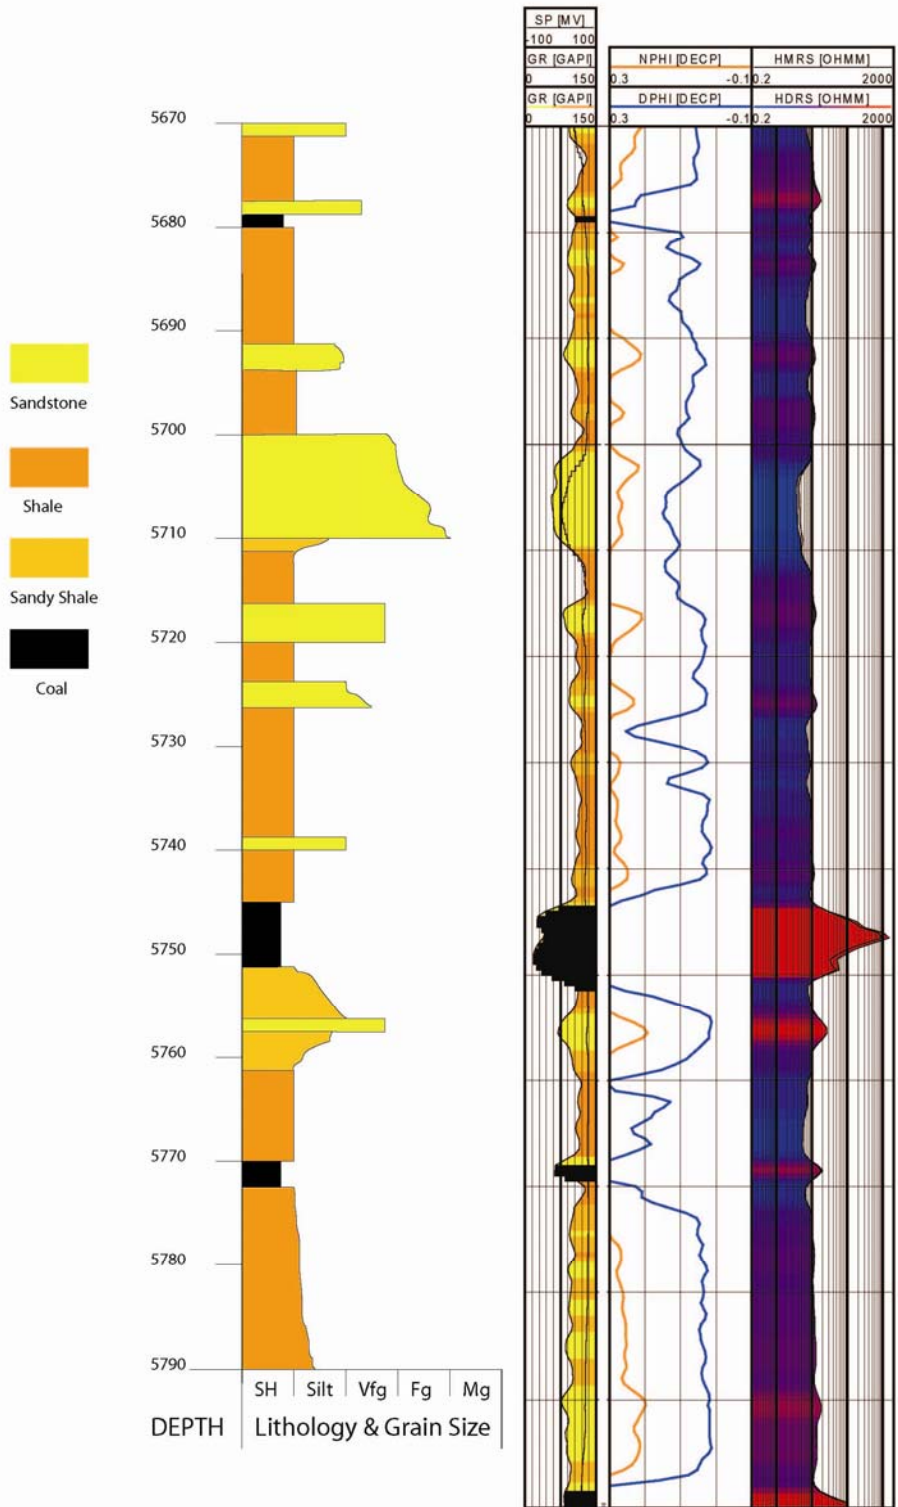 SP [MV]
-100 100
GR [GAPI]
0 150
GR [GAPI]
0 150
NPHI [DECP]
0.3 -0.1
DPHI [DECP]
0.3 -0.1
HMRS [OHMM]
0.2 2000
HDRS [OHMM]
0.2 2000
Sandstone
Shale
Sandy Shale
Coal
5670
5680
5690
5700
5710
5720
5730
5740
5750
5760
5770
5780
5790
SH Silt Vfg Fg Mg
DEPTH Lithology & Grain Size